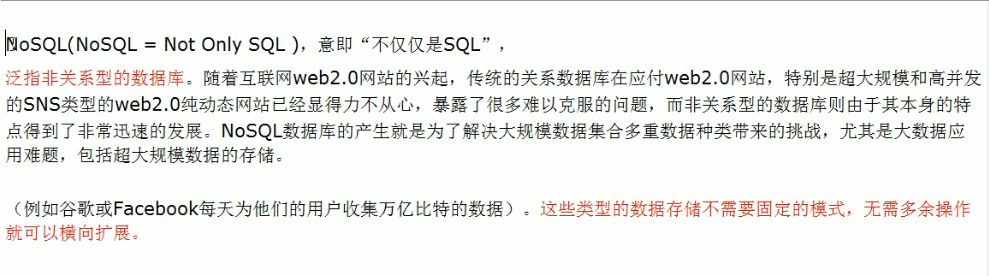 NoSQL(NoSQL = Not Only SQL )，意即“不仅仅是SQL”，
泛指非关系型的数据库。随着互联网web2.0网站的兴起，传统的关系数据库在应付web2.0网站，特别是超大规模和高并发
的SNS类型的web2.0纯动态网站已经显得力不从心，暴露了很多难以克服的问题，而非关系型的数据库则由于其本身的特
点得到了非常迅速的发展。NoSQL数据库的产生就是为了解决大规模数据集合多重数据种类带来的挑战，尤其是大数据应
用难题，包括超大规模数据的存储。
（例如谷歌或Facebook每天为他们的用户收集万亿比特的数据）。这些类型的数据存储不需要固定的模式，无需多余操作
就可以横向扩展。